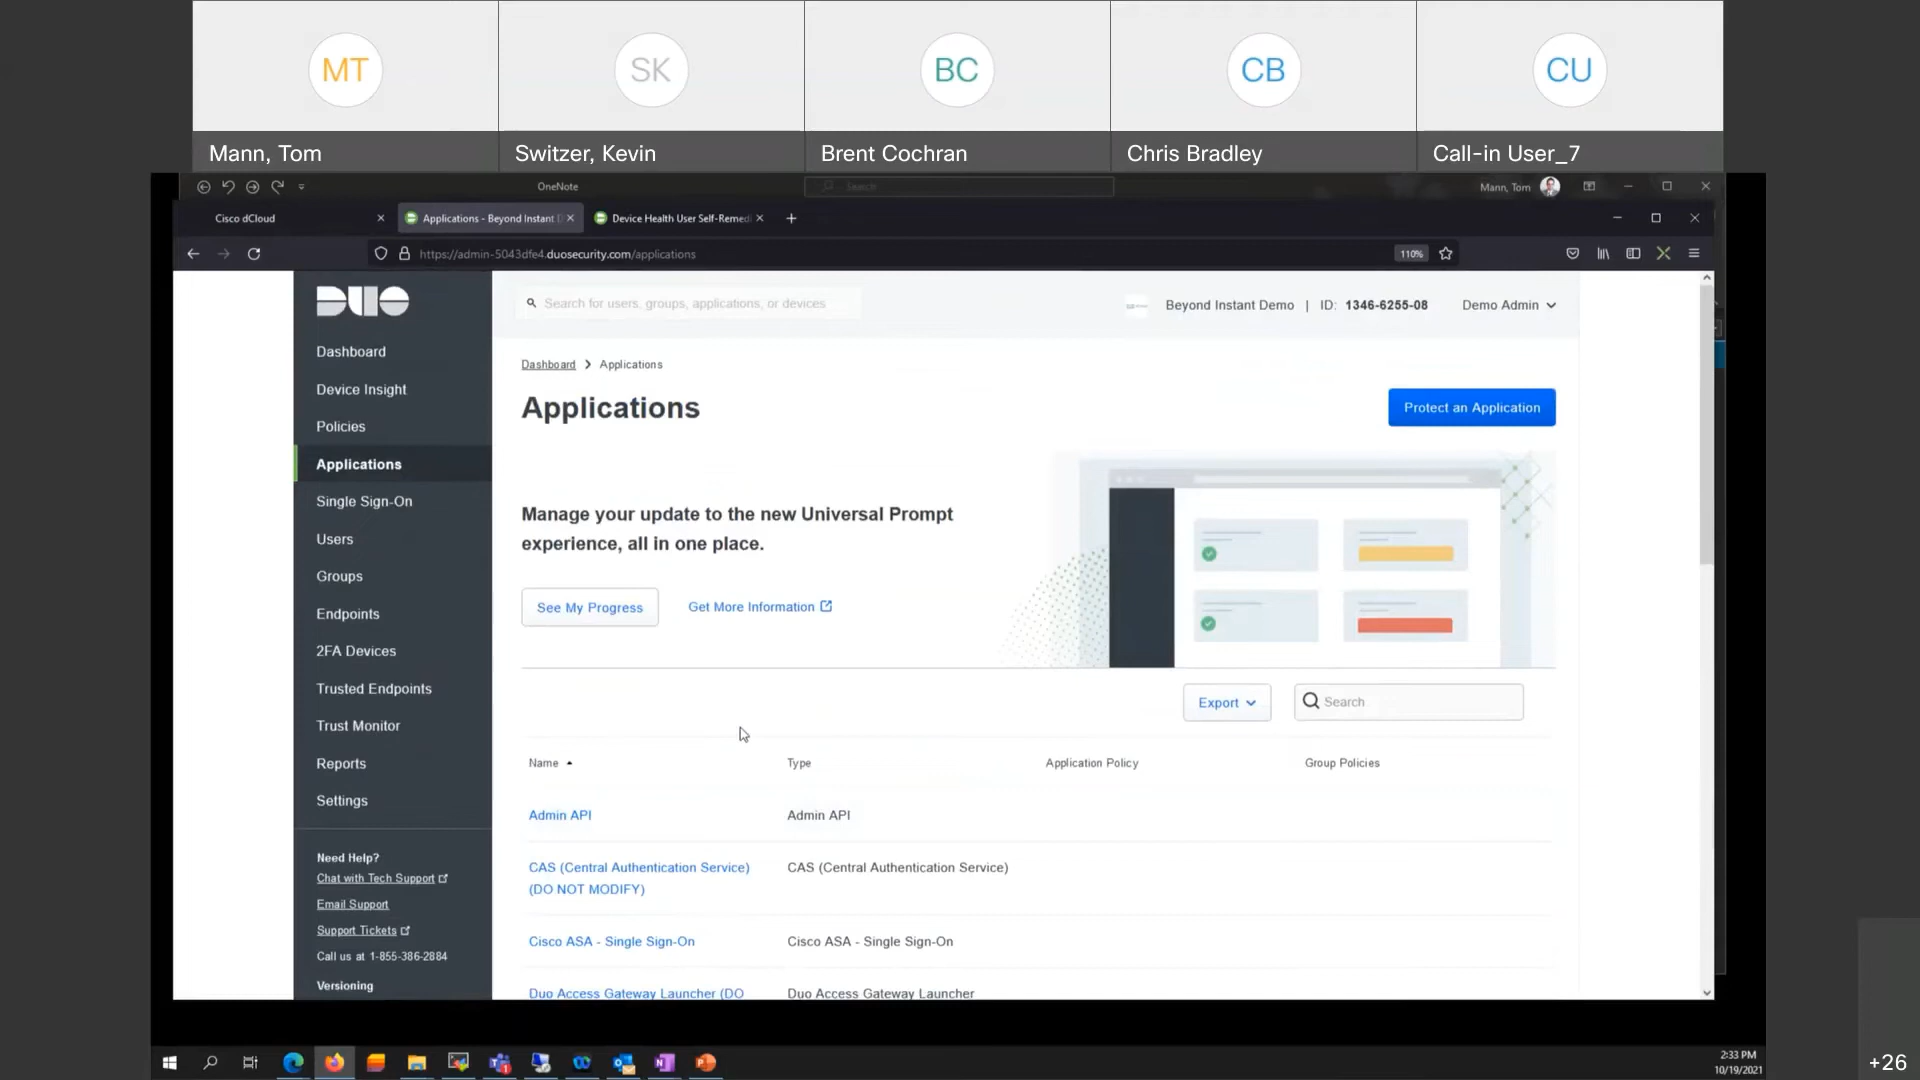 MT
SK
BC
CB
CU
Mann, Tom
Switzer, Kevin
Brent Cochran
Chris Bradley
Call-in User_7
OneNote
Search
Mann, Tom
Cisco dCloud
Applications - Beyond Instant D
Device Health User Self-Remed
https://admin-5043dfe4.duosecurity.com/applications
110%
DUO
Search for users, groups, applications, or devices
Beyond Instant Demo | ID: 1346-6255-08
Demo Admin
Dashboard
Device Insight
Policies
Applications
Single Sign-On
Users
Groups
Endpoints
2FA Devices
Trusted Endpoints
Trust Monitor
Reports
Settings
Need Help?
Chat with Tech Support
Email Support
Support Tickets
Call us at 1-855-386-2884
Versioning
Dashboard > Applications
Applications
Protect an Application
Manage your update to the new Universal Prompt
experience, all in one place.
See My Progress
Get More Information
Export
Search
Name
Type
Application Policy
Group Policies
Admin API
Admin API
CAS (Central Authentication Service)
(DO NOT MODIFY)
CAS (Central Authentication Service)
Cisco ASA - Single Sign-On
Cisco ASA - Single Sign-On
Duo Access Gateway Launcher (DO
Duo Access Gateway Launcher
2:33 PM
10/19/2021
+26